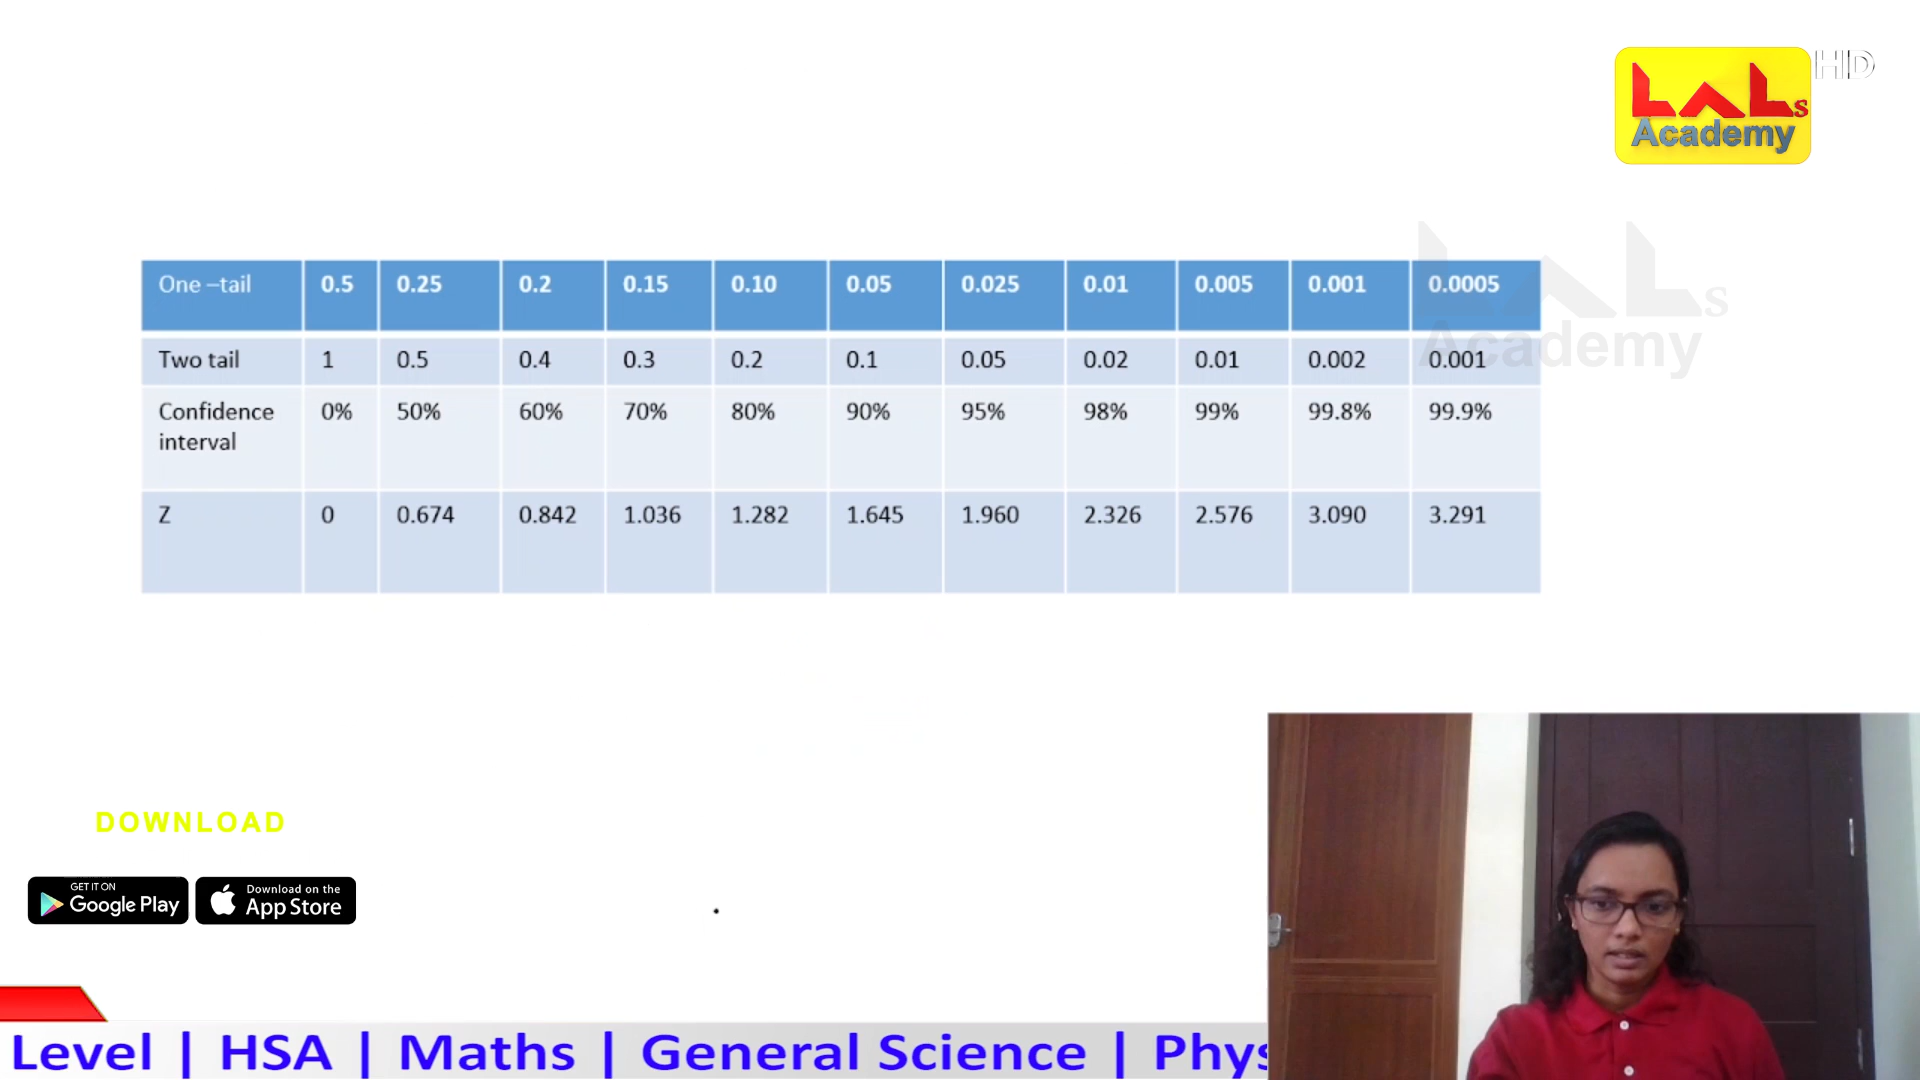 LALs
Academy
HD
LALs
Academy
One –tail 0.5 0.25 0.2 0.15 0.10 0.05 0.025 0.01 0.005 0.001 0.0005
Two tail 1 0.5 0.4 0.3 0.2 0.1 0.05 0.02 0.01 0.002 0.001
Confidence interval 0% 50% 60% 70% 80% 90% 95% 98% 99% 99.8% 99.9%
Z 0 0.674 0.842 1.036 1.282 1.645 1.960 2.326 2.576 3.090 3.291
DOWNLOAD
GET IT ON
Google Play
Download on the
App Store
Level | HSA | Maths | General Science | Phys